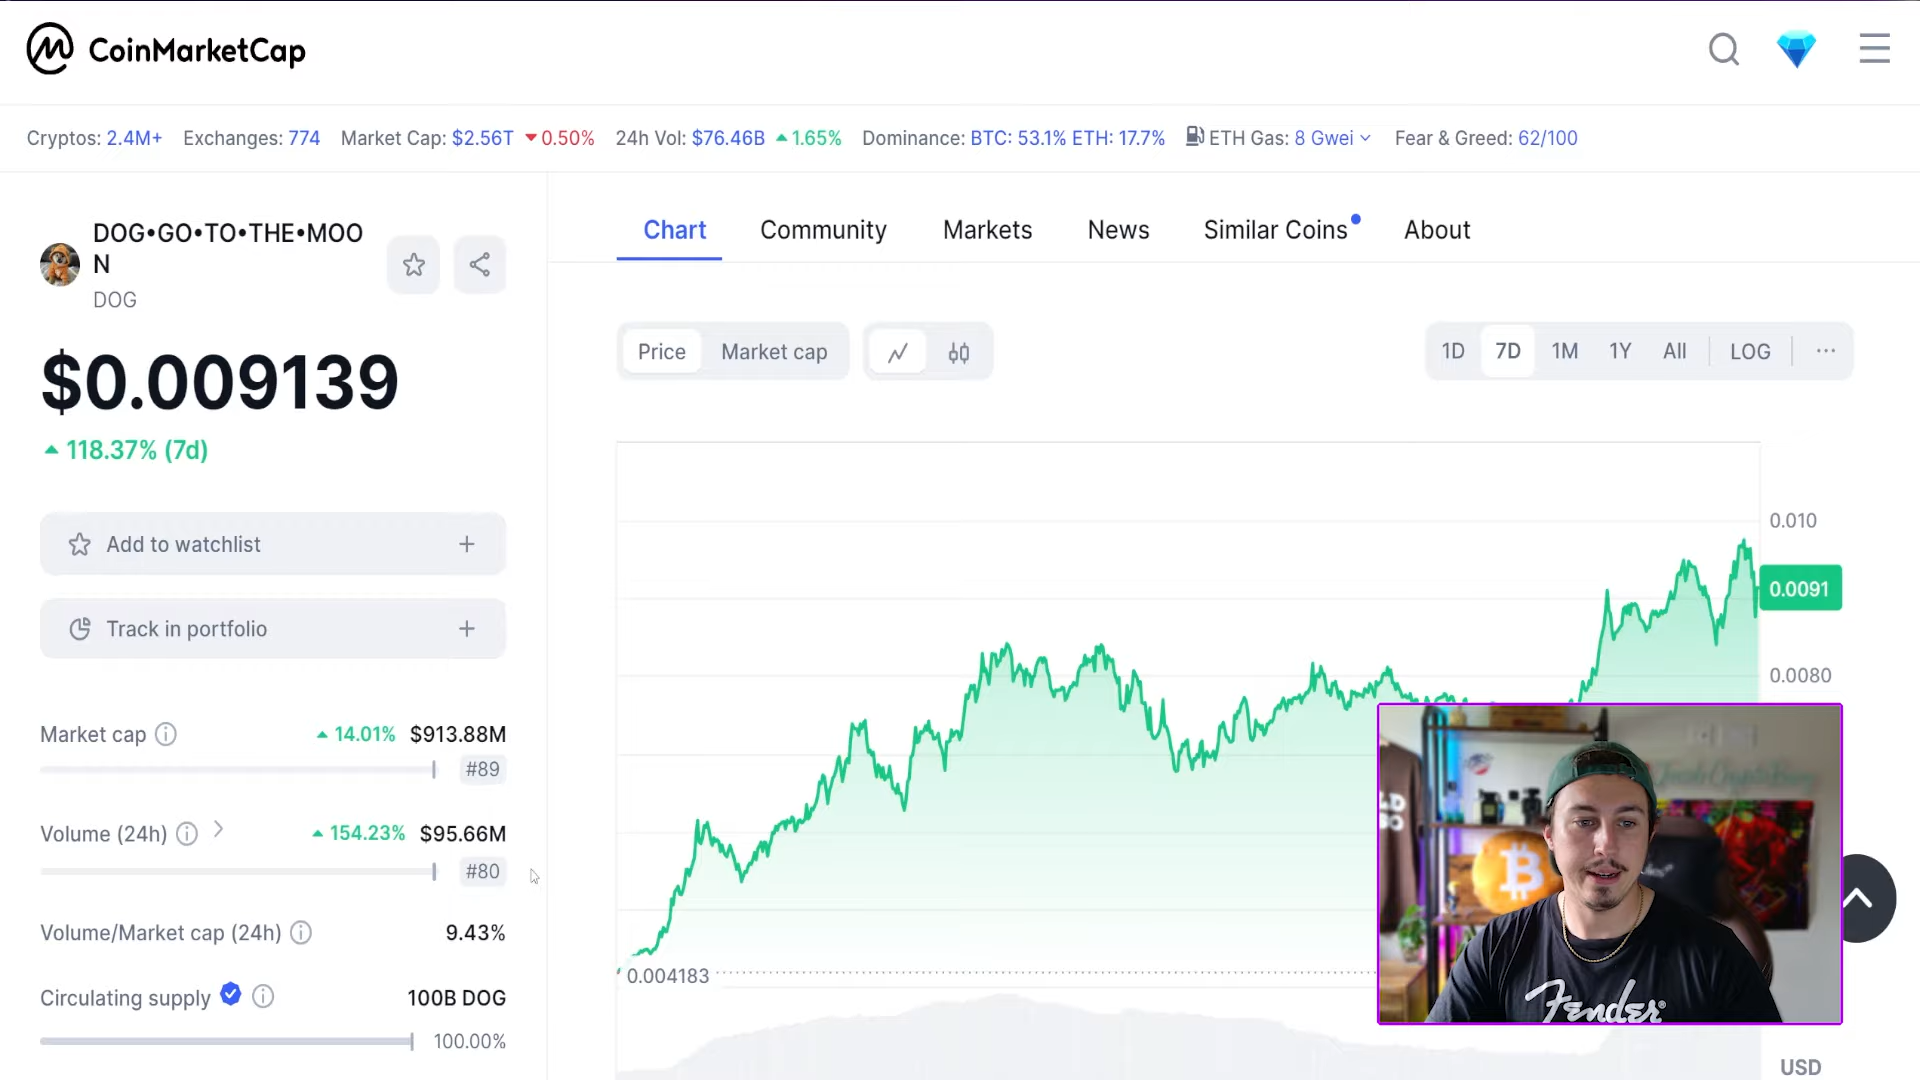 CoinMarketCap
Cryptos: 2.4M+ Exchanges: 774 Market Cap: $2.56T 0.50% 24h Vol: $76.46B 1.65% Dominance: BTC: 53.1% ETH: 17.7% ETH Gas: 8 Gwei Fear & Greed: 62/100
DOG•GO•TO•THE•MOO
N
DOG
$0.009139
118.37% (7d)
Add to watchlist
Track in portfolio
Market cap 14.01% $913.88M
#89
Volume (24h) 154.23% $95.66M
#80
Volume/Market cap (24h) 9.43%
Circulating supply 100B DOG
100.00%
Chart Community Markets News Similar Coins About
Price Market cap 1D 7D 1M 1Y All LOG
0.010
0.0091
0.0080
0.004183
USD
Fender